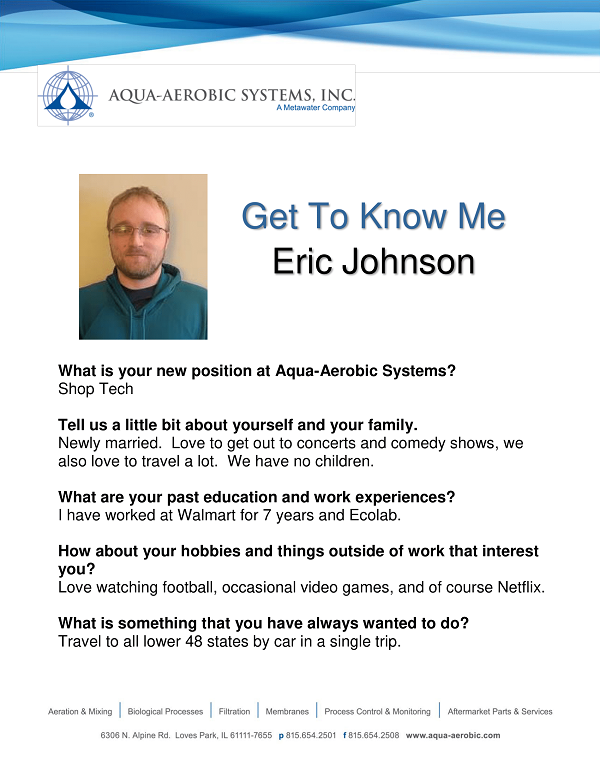 AQUA-AEROBIC SYSTEMS, INC.
A Metawater Company
®
Get To Know Me
Eric Johnson
What is your new position at Aqua-Aerobic Systems?
Shop Tech
Tell us a little bit about yourself and your family.
Newly married.  Love to get out to concerts and comedy shows, we
also love to travel a lot.  We have no children.
What are your past education and work experiences?
I have worked at Walmart for 7 years and Ecolab.
How about your hobbies and things outside of work that interest
you?
Love watching football, occasional video games, and of course Netflix.
What is something that you have always wanted to do?
Travel to all lower 48 states by car in a single trip.
Aeration & Mixing | Biological Processes | Filtration | Membranes | Process Control & Monitoring | Aftermarket Parts & Services
6306 N. Alpine Rd.  Loves Park, IL 61111-7655  p 815.654.2501  f 815.654.2508  www.aqua-aerobic.com